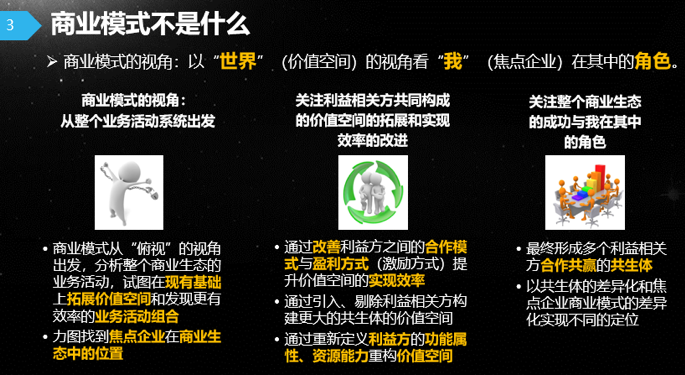 3
商业模式不是什么
➢ 商业模式的视角：以“世界”（价值空间）的视角看“我”（焦点企业）在其中的角色。
商业模式的视角：
从整个业务活动系统出发
• 商业模式从“俯视”的视角
出发，分析整个商业生态的
业务活动，试图在现有基础
上拓展价值空间和发现更有
效率的业务活动组合
• 力图找到焦点企业在商业生
态中的位置
关注利益相关方共同构成
的价值空间的拓展和实现
效率的改进
• 通过改善利益方之间的合作模
式与盈利方式（激励方式）提
升价值空间的实现效率
• 通过引入、剔除利益相关方构
建更大的共生体的价值空间
• 通过重新定义利益方的功能属
性、资源能力重构价值空间
关注整个商业生态
的成功与我在其中
的角色
• 最终形成多个利益相关
方合作共赢的共生体
• 以共生体的差异化和焦
点企业商业模式的差异
化实现不同的定位